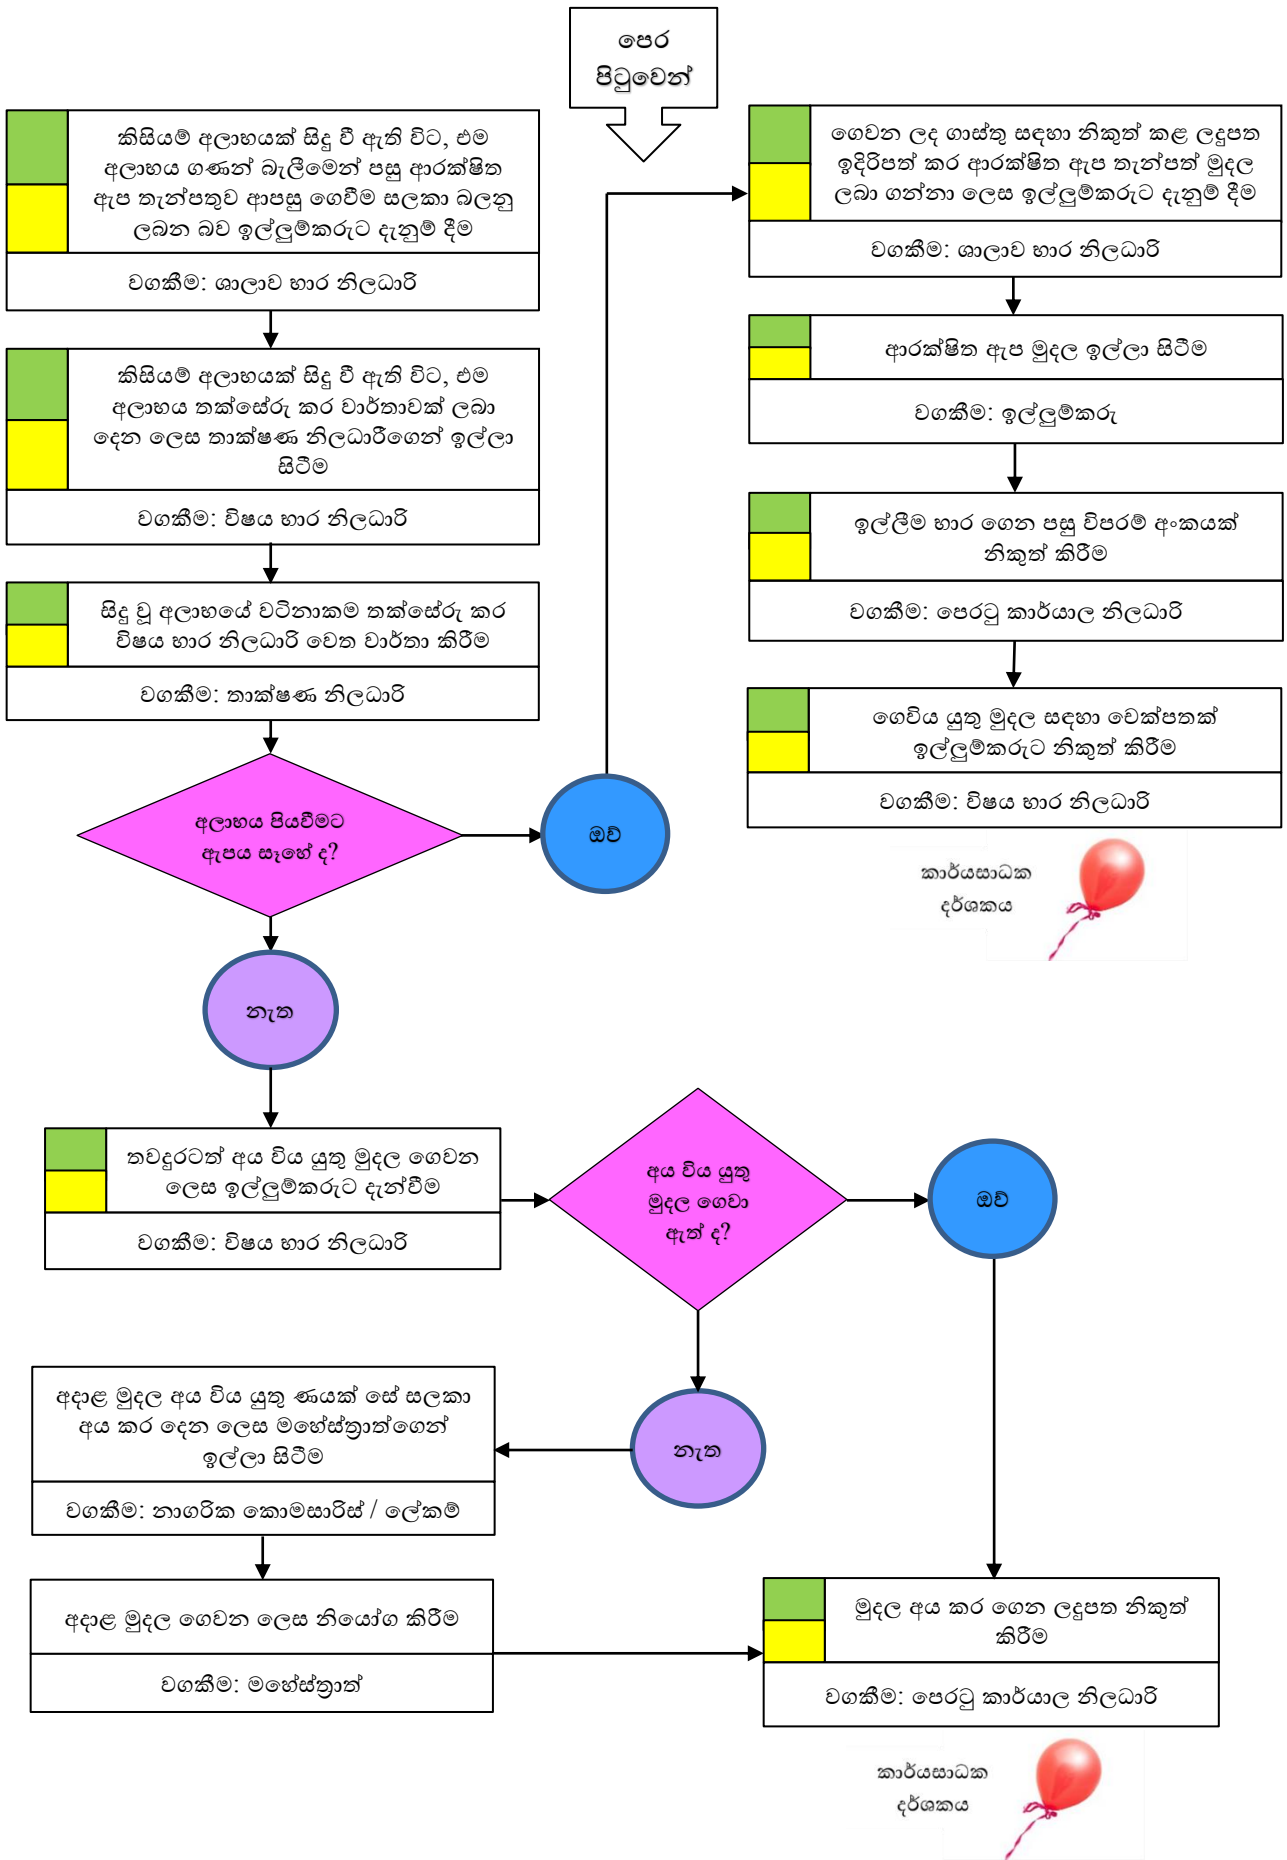 පෙර
පිටුවෙන්
කිසියම් අලාභයක් සිදු වී ඇති විට, එම
අලාභය ගණන් බැලීමෙන් පසු ආරක්ෂිත
ඇප තැන්පතුව ආපසු ගෙවීම සලකා බලනු
ලබන බව ඉල්ලුම්කරුට දැනුම් දීම
වගකීම: ශාලාව භාර නිලධාරි
කිසියම් අලාභයක් සිදු වී ඇති විට, එම
අලාභය තක්සේරු කර වාර්තාවක් ලබා
දෙන ලෙස තාක්ෂණ නිලධාරීගෙන් ඉල්ලා
සිටීම
වගකීම: විෂය භාර නිලධාරි
සිදු වූ අලාභයේ වටිනාකම තක්සේරු කර
විෂය භාර නිලධාරි වෙත වාර්තා කිරීම
වගකීම: තාක්ෂණ නිලධාරි
අලාභය පියවීමට
ඇපය සෑහේ ද?
ඔව්
ගෙවන ලද ගාස්තු සඳහා නිකුත් කළ ලදුපත
ඉදිරිපත් කර ආරක්ෂිත ඇප තැන්පත් මුදල
ලබා ගන්නා ලෙස ඉල්ලුම්කරුට දැනුම් දීම
වගකීම: ශාලාව භාර නිලධාරි
ආරක්ෂිත ඇප මුදල ඉල්ලා සිටීම
වගකීම: ඉල්ලුම්කරු
ඉල්ලීම භාර ගෙන පසු විපරම් අංකයක්
නිකුත් කිරීම
වගකීම: පෙරටු කාර්යාල නිලධාරි
ගෙවිය යුතු මුදල සඳහා චෙක්පතක්
ඉල්ලුම්කරුට නිකුත් කිරීම
වගකීම: විෂය භාර නිලධාරි
කාර්යසාධක
දර්ශකය
නැත
තවදුරටත් අය විය යුතු මුදල ගෙවන
ලෙස ඉල්ලුම්කරුට දැන්වීම
වගකීම: විෂය භාර නිලධාරි
අය විය යුතු
මුදල ගෙවා
ඇත් ද?
ඔව්
නැත
අදාළ මුදල අය විය යුතු ණයක් සේ සලකා
අය කර දෙන ලෙස මහේස්ත්‍රාත්ගෙන්
ඉල්ලා සිටීම
වගකීම: නාගරික කොමසාරිස් / ලේකම්
අදාළ මුදල ගෙවන ලෙස නියෝග කිරීම
වගකීම: මහේස්ත්‍රාත්
මුදල අය කර ගෙන ලදුපත නිකුත්
කිරීම
වගකීම: පෙරටු කාර්යාල නිලධාරි
කාර්යසාධක
දර්ශකය